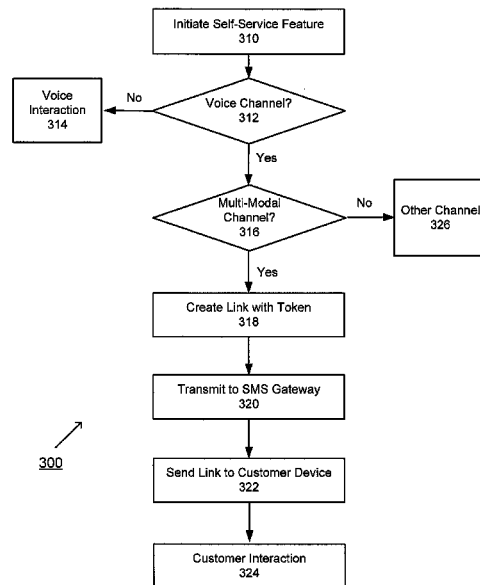 Initiate Self-Service Feature
310
Voice
Interaction
314
No
Voice Channel?
312
Yes
Multi-Modal
Channel?
316
No
Other Channel
326
Yes
Create Link with Token
318
Transmit to SMS Gateway
320
300
Send Link to Customer Device
322
Customer Interaction
324